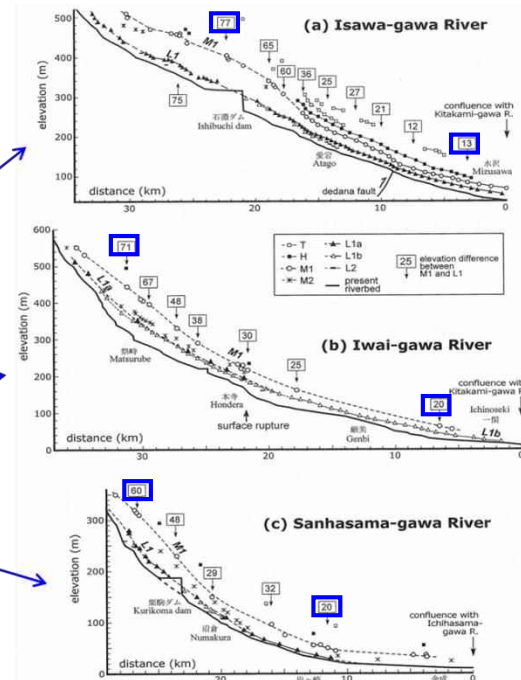 (a) Isawa-gawa River
500
400
300
200
100
elevation (m)
77
65
60
36
25
27
21
12
13
75
L1
M1
石淵ダム
Ishibuchi dam
愛宕
Atago
dedana fault
confluence with
Kitakami-gawa R.
水沢
Mizusawa
distance (km)
30
20
10
0
(b) Iwai-gawa River
600
500
400
300
200
100
0
elevation (m)
71
67
48
38
30
25
20
L1a
M1
L1b
T
H
M1
M2
L1a
L1b
L2
present
riverbed
25
elevation difference
between
M1 and L1
Matsurube
本寺
Hondera
surface rupture
厳美
Genbi
confluence with
Kitakami-gawa R.
Ichinoseki
一関
distance (km)
30
20
10
0
(c) Sanhasama-gawa River
300
200
100
0
elevation (m)
60
48
29
32
20
L1
M1
栗駒ダム
Kurikoma dam
沼倉
Numakura
confluence with
Ichihasama-
gawa R.
distance (km)
20
10
0